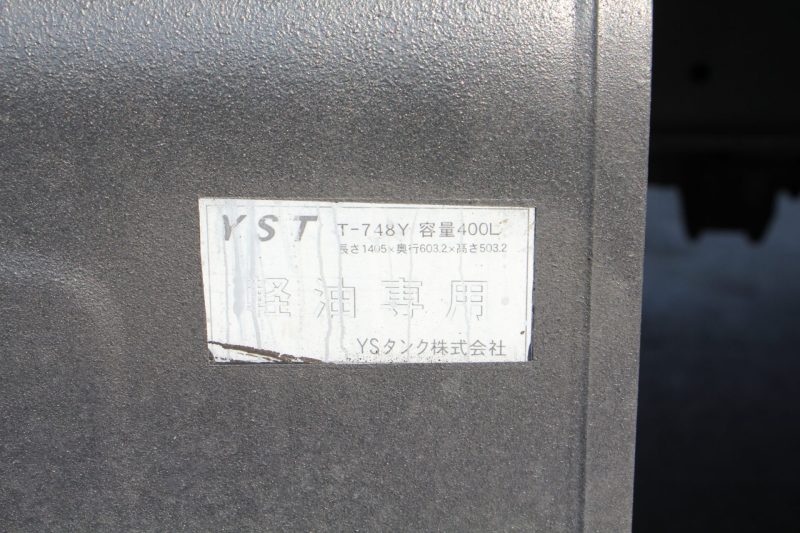 YST T-748Y 容量400L
長さ1405×奥行603.2×高さ503.2
軽油専用
YSタンク株式会社